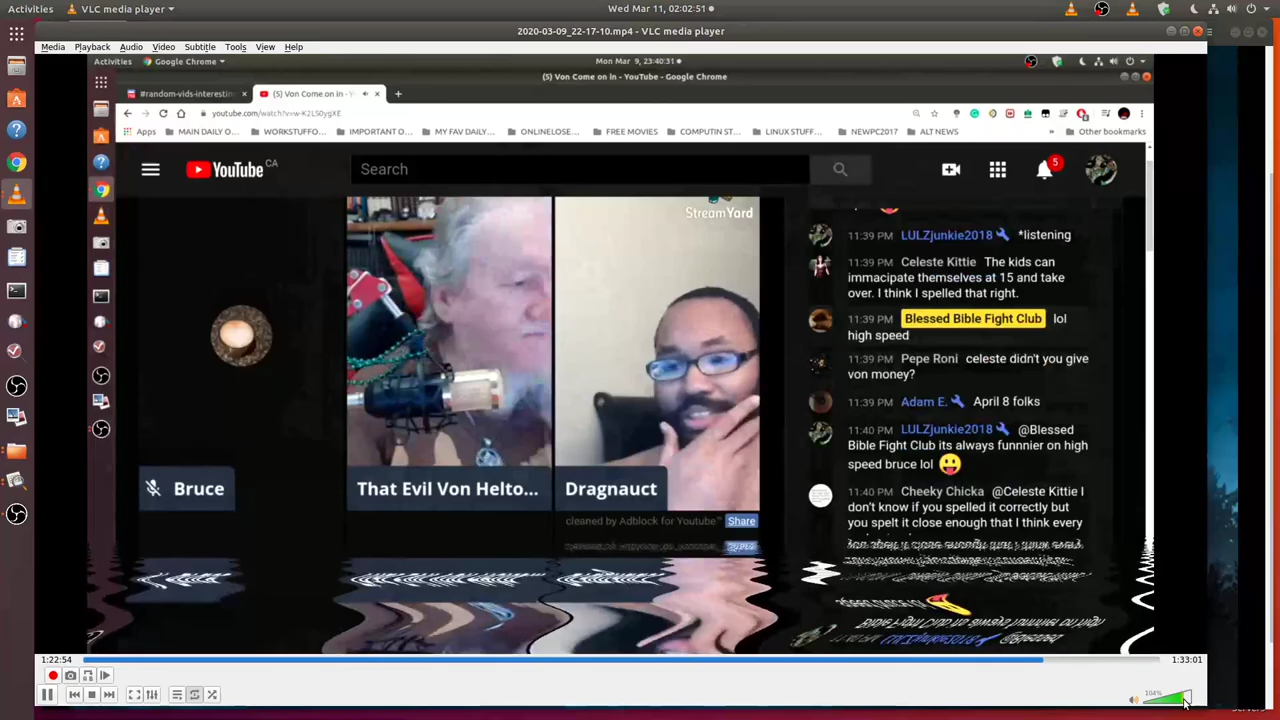 Activities VLC media player Wed Mar 11, 02:02:51
2020-03-09_22-17-10.mp4 - VLC media player
Media Playback Audio Video Subtitle Tools View Help
Activities Google Chrome Mon Mar 9, 23:40:31
(5) Von Come on in - YouTube - Google Chrome
#random-vids-interestin (5) Von Come on in - Y
youtube.com/watch?v=w-K2L50ygXE
Apps MAIN DAILY O... WORKSTUFFO... IMPORTANT O... MY FAV DAILY... ONLINELOSE... FREE MOVIES COMPUTIN ST... LINUX STUFF... NEWPC2017 ALT NEWS » Other bookmarks
YouTube CA Search 5
StreamYard
11:39 PM LULZjunkie2018 *listening
11:39 PM Celeste Kittie The kids can
immacipate themselves at 15 and take
over. I think I spelled that right.
11:39 PM Blessed Bible Fight Club lol
high speed
11:39 PM Pepe Roni celeste didn't you give
von money?
11:39 PM Adam E. April 8 folks
11:40 PM LULZjunkie2018 @Blessed
Bible Fight Club its always funnnier on high
speed bruce lol
11:40 PM Cheeky Chicka @Celeste Kittie I
don't know if you spelled it correctly but
you spelt it close enough that I think every
Bruce That Evil Von Helto... Dragnauct
cleaned by Adblock for Youtube™ Share
1:22:54 1:33:01
104%